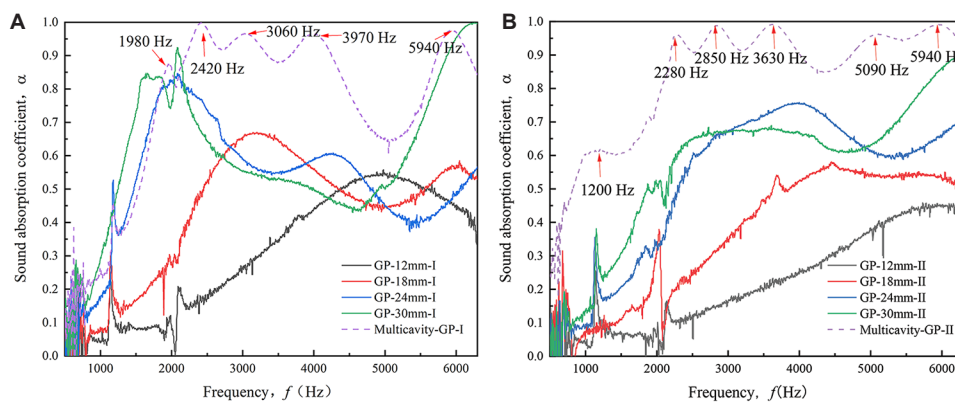 A
1.0
0.9
0.8
0.7
0.6
0.5
0.4
0.3
0.2
0.1
0.0
Sound absorption coefficient, α
1980 Hz
2420 Hz
3060 Hz
3970 Hz
5940 Hz
GP-12mm-I
GP-18mm-I
GP-24mm-I
GP-30mm-I
Multicavity-GP-I
1000 2000 3000 4000 5000 6000
Frequency, f (Hz)
B
1.0
0.9
0.8
0.7
0.6
0.5
0.4
0.3
0.2
0.1
0.0
Sound absorption coefficient, α
1200 Hz
2280 Hz
2850 Hz
3630 Hz
5090 Hz
5940 Hz
GP-12mm-II
GP-18mm-II
GP-24mm-II
GP-30mm-II
Multicavity-GP-II
1000 2000 3000 4000 5000 6000
Frequency, f(Hz)